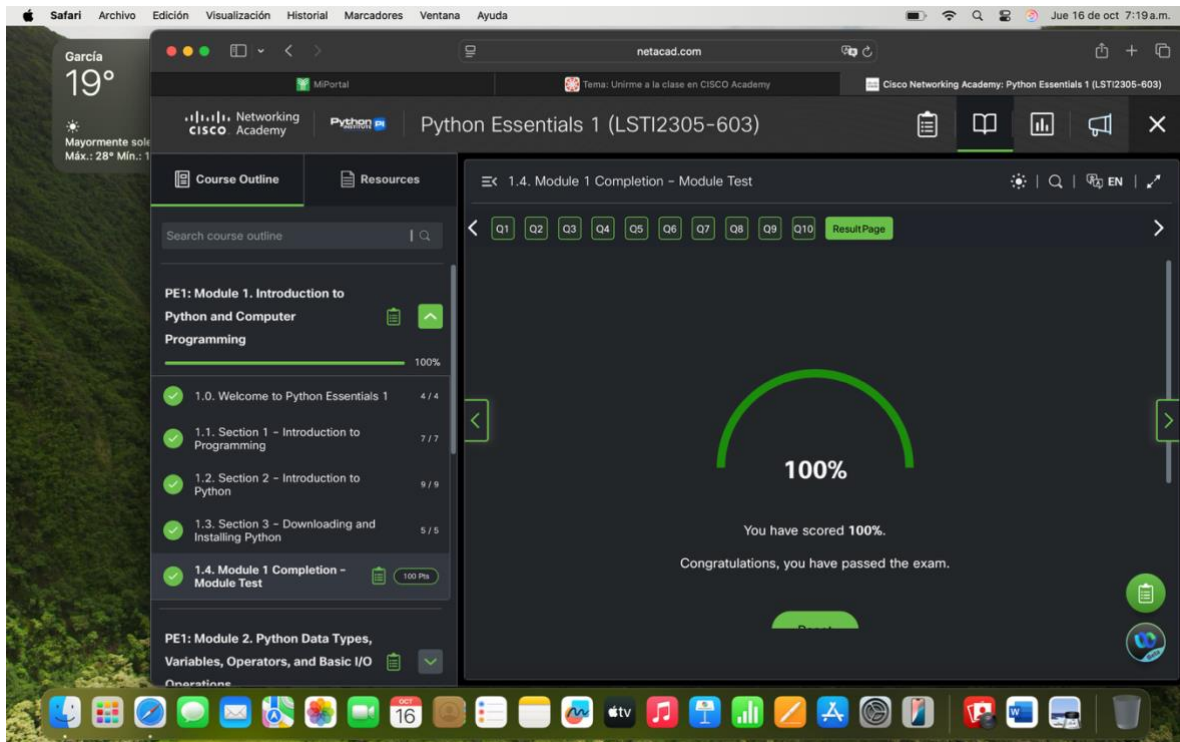 Safari Archivo Edición Visualización Historial Marcadores Ventana Ayuda Jue 16 de oct 7:19 a.m.
García
19°
Mayormente
Máx.: 28° Mín.:
netacad.com
MiPortal
Tema: Unirme a la clase en CISCO Academy
Cisco Networking Academy: Python Essentials 1 (LSTI2305-603)
CISCO Networking Academy
Python INSTITUTE PI
Python Essentials 1 (LSTI2305-603)
Course Outline
Resources
Search course outline
PE1: Module 1. Introduction to
Python and Computer
Programming
100%
1.0. Welcome to Python Essentials 1 4 / 4
1.1. Section 1 – Introduction to
Programming 7 / 7
1.2. Section 2 – Introduction to
Python 9 / 9
1.3. Section 3 – Downloading and
Installing Python 5 / 5
1.4. Module 1 Completion –
Module Test 100 Pts
PE1: Module 2. Python Data Types,
Variables, Operators, and Basic I/O
Operations
1.4. Module 1 Completion – Module Test
EN
Q1 Q2 Q3 Q4 Q5 Q6 Q7 Q8 Q9 Q10 Result Page
100%
You have scored 100%.
Congratulations, you have passed the exam.
Reset
Beta
OCT
16
tv
W